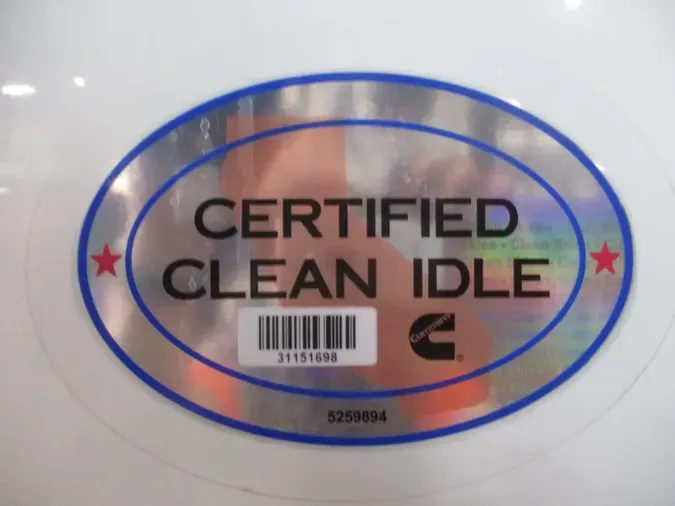 CERTIFIED
CLEAN IDLE
31151698
Cummins
®
5259894